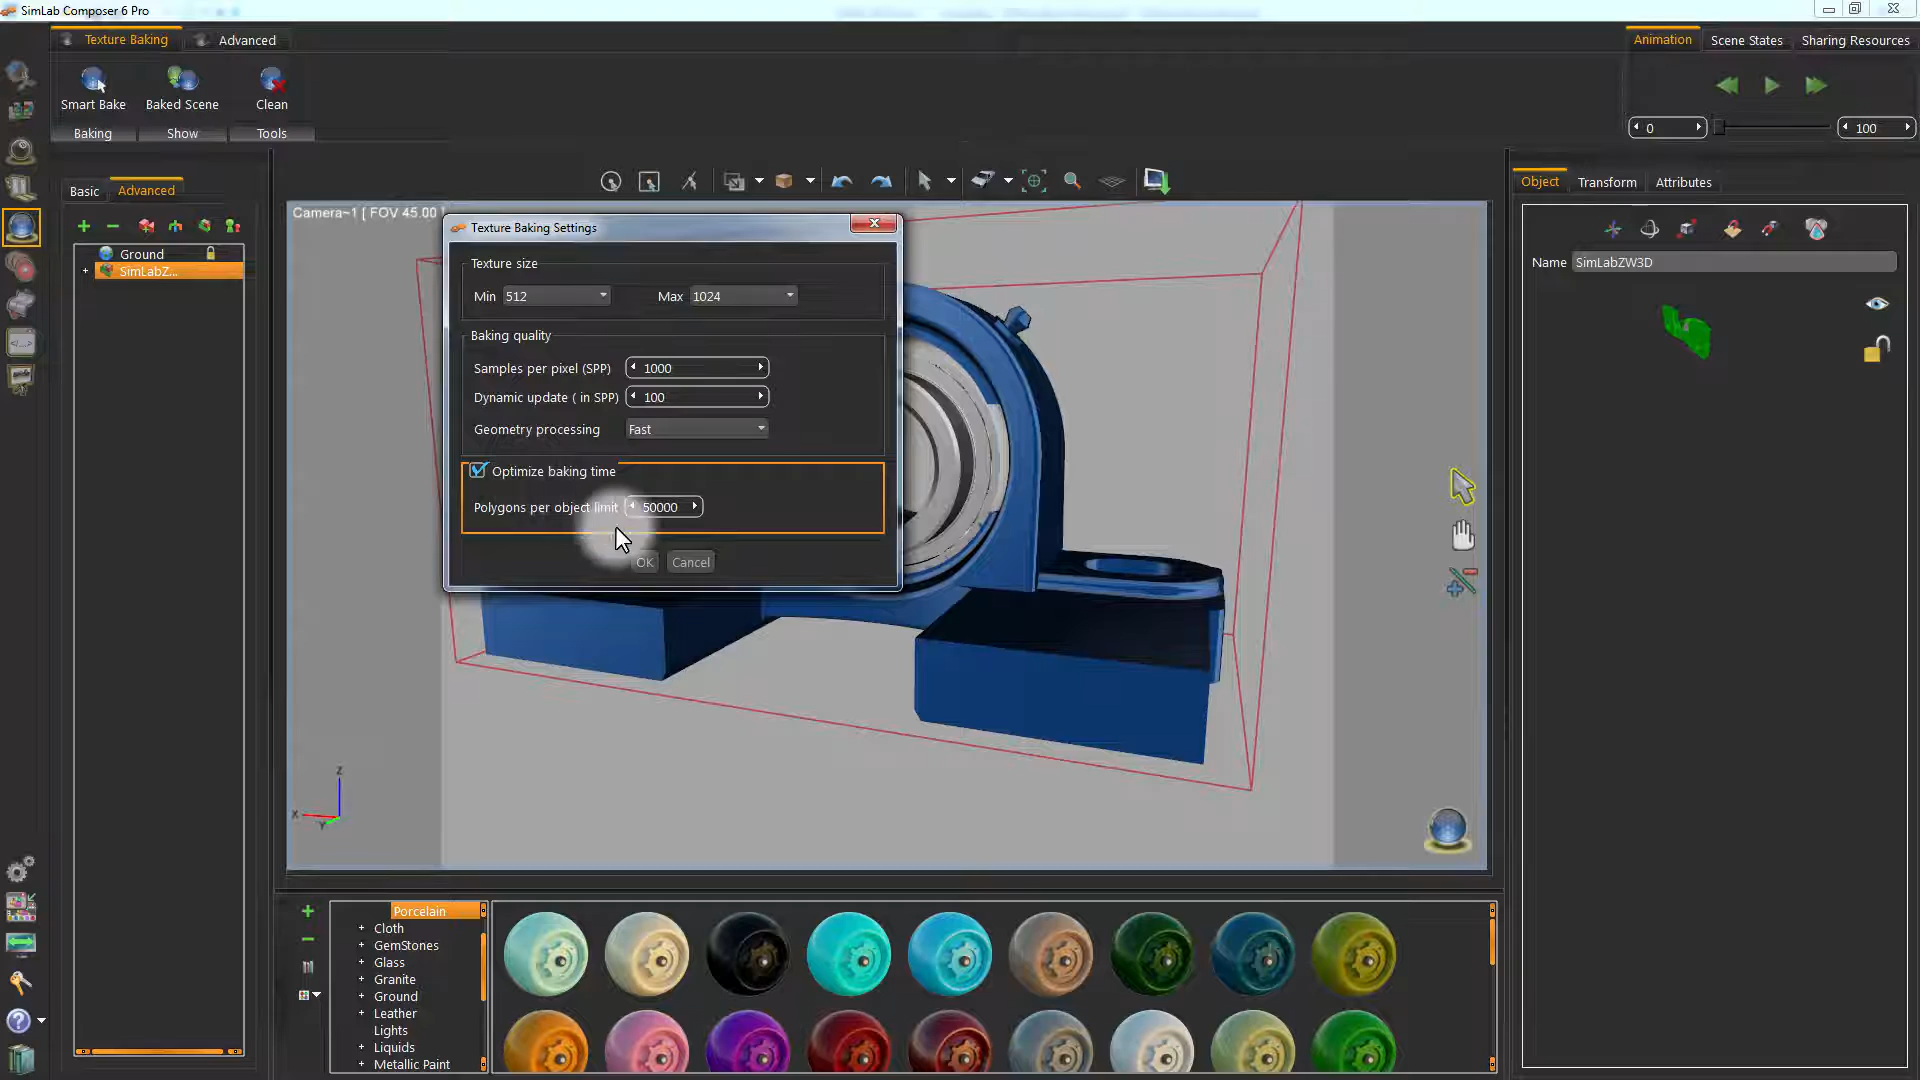 SimLab Composer 6 Pro
Texture Baking
Advanced
Animation
Scene States
Sharing Resources
Smart Bake
Baked Scene
Clean
Baking
Show
Tools
0
100
Basic
Advanced
Object
Transform
Attributes
Camera~1 [ FOV 45.00
Ground
SimLabZ...
Name
SimLabZW3D
Texture Baking Settings
Texture size
Min
512
Max
1024
Baking quality
Samples per pixel (SPP)
1000
Dynamic update ( in SPP)
100
Geometry processing
Fast
Optimize baking time
Polygons per object limit
50000
OK
Cancel
Z
X
Y
Porcelain
Cloth
GemStones
Glass
Granite
Ground
Leather
Lights
Liquids
Metallic Paint